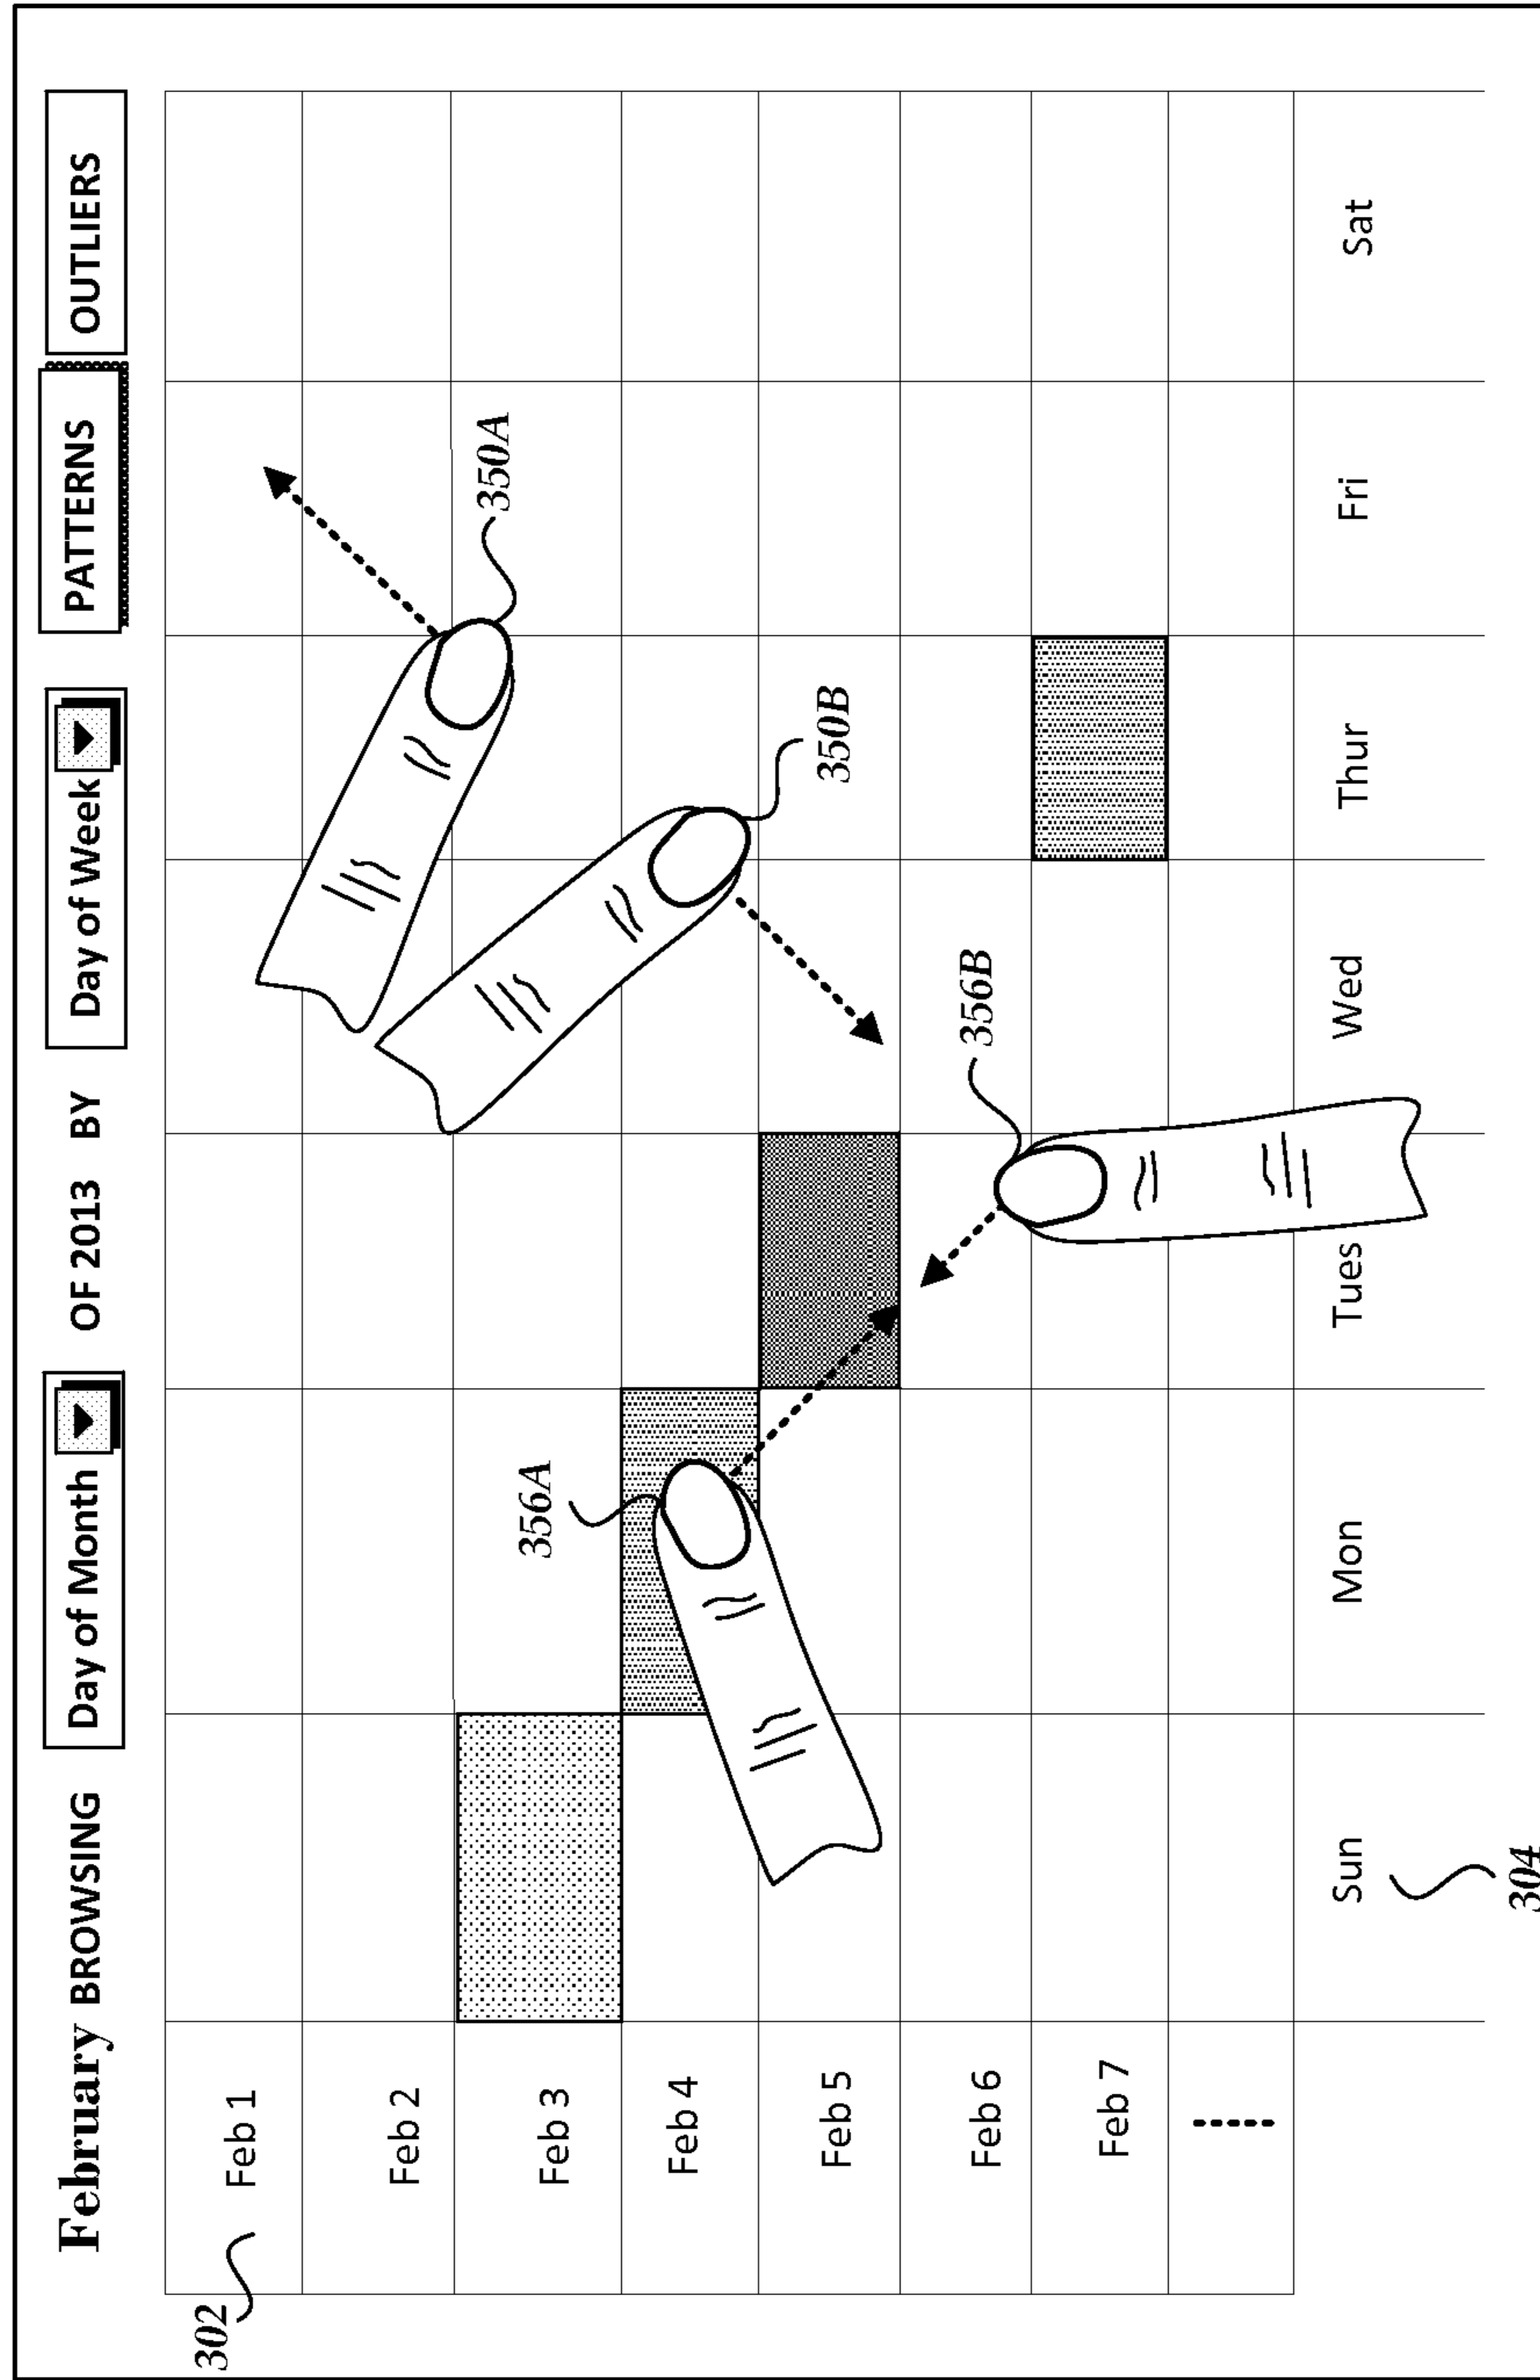 February BROWSING Day of Month OF 2013 BY Day of Week PATTERNS OUTLIERS
302
Feb 1
Feb 2
350A
Feb 3
356A
Feb 4
350B
Feb 5
356B
Feb 6
Feb 7
Sun Mon Tues Wed Thur Fri Sat
304